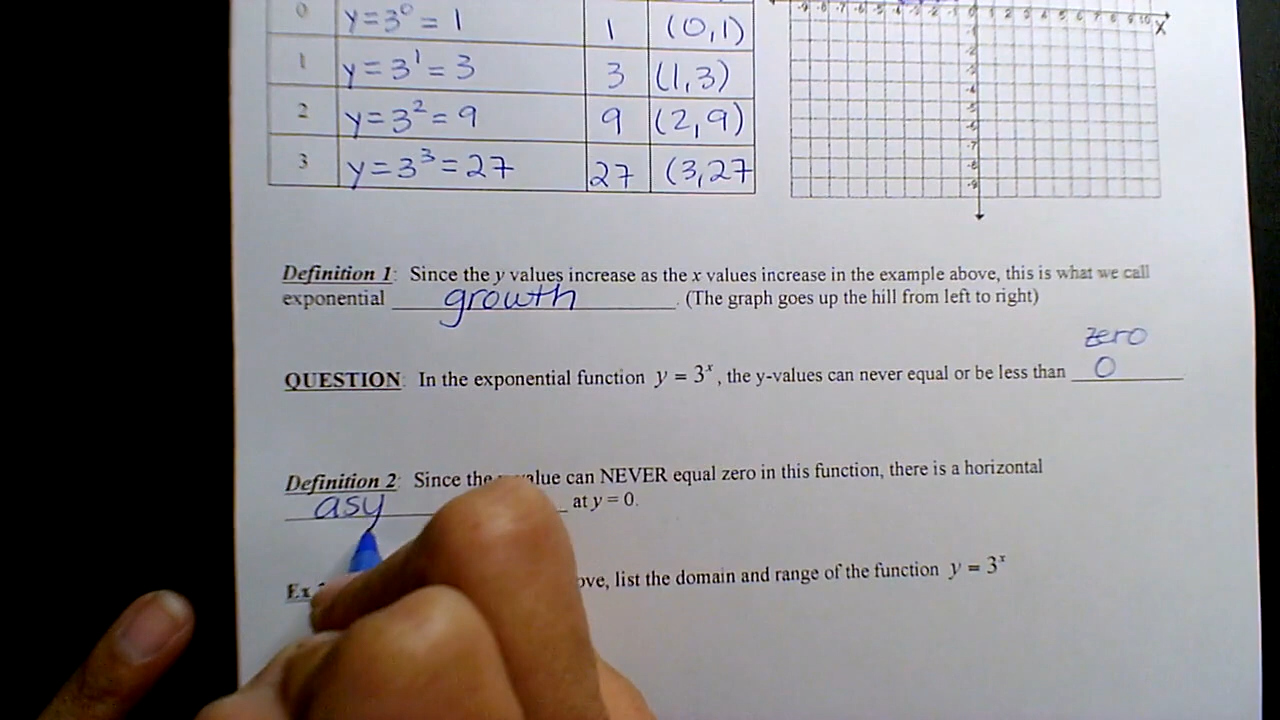 0 y=3⁰=1 1 (0,1)
1 y=3¹=3 3 (1,3)
2 y=3²=9 9 (2,9)
3 y=3³=27 27 (3,27
X
Definition 1: Since the y values increase as the x values increase in the example above, this is what we call
exponential growth. (The graph goes up the hill from left to right)
zero
QUESTION: In the exponential function y = 3ˣ, the y-values can never equal or be less than 0
Definition 2: Since the value can NEVER equal zero in this function, there is a horizontal
asy at y = 0.
Ex ove, list the domain and range of the function y = 3ˣ